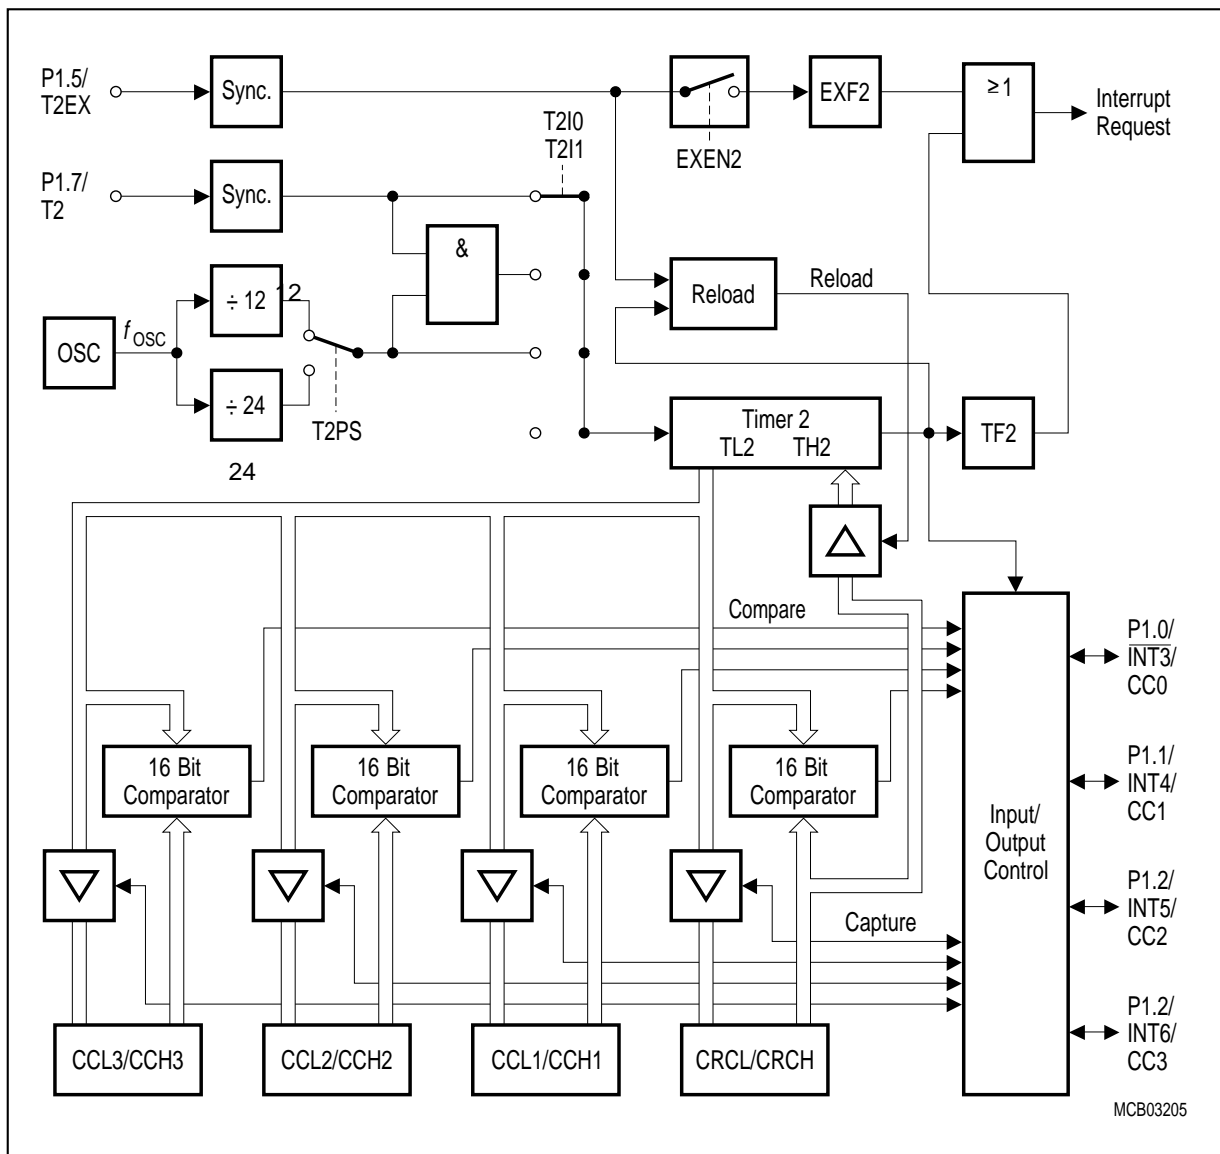 P1.5/
T2EX
Sync.
EXEN2
EXF2
≥ 1
Interrupt
Request
P1.7/
T2
Sync.
T2I0
T2I1
&
OSC
f OSC
÷ 12
12
÷ 24
24
T2PS
Reload
Reload
Timer 2
TL2 TH2
TF2
Compare
16 Bit
Comparator
16 Bit
Comparator
16 Bit
Comparator
16 Bit
Comparator
Capture
CCL3/CCH3
CCL2/CCH2
CCL1/CCH1
CRCL/CRCH
Input/
Output
Control
P1.0/
INT3/
CC0
P1.1/
INT4/
CC1
P1.2/
INT5/
CC2
P1.2/
INT6/
CC3
MCB03205